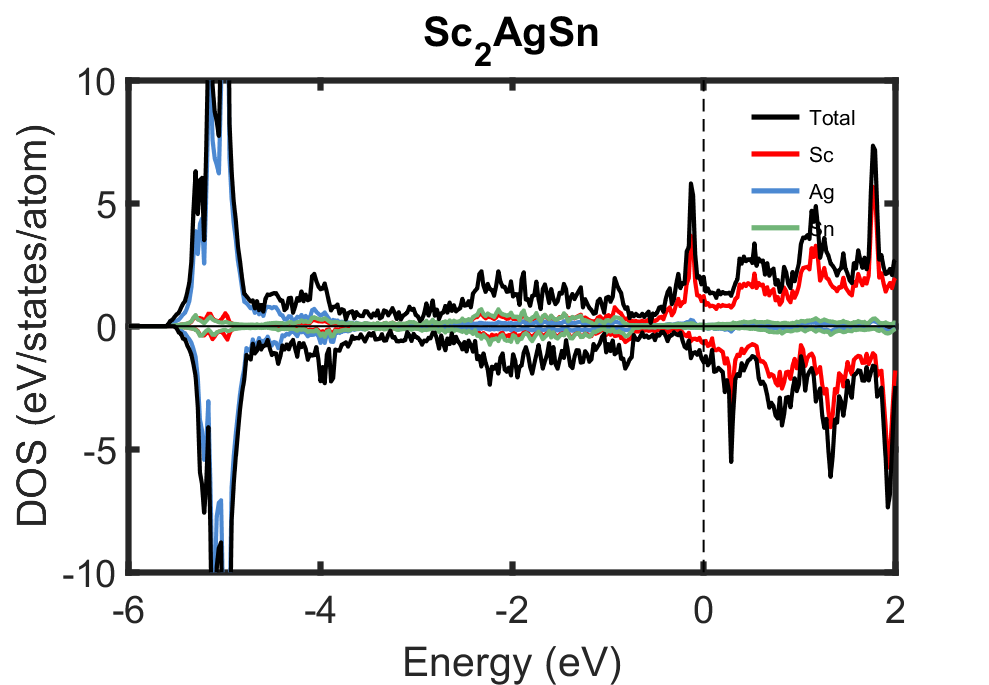 Sc₂AgSn
DOS (eV/states/atom)
10
5
0
-5
-10
Total
Sc
Ag
Sn
-6 -4 -2 0 2
Energy (eV)